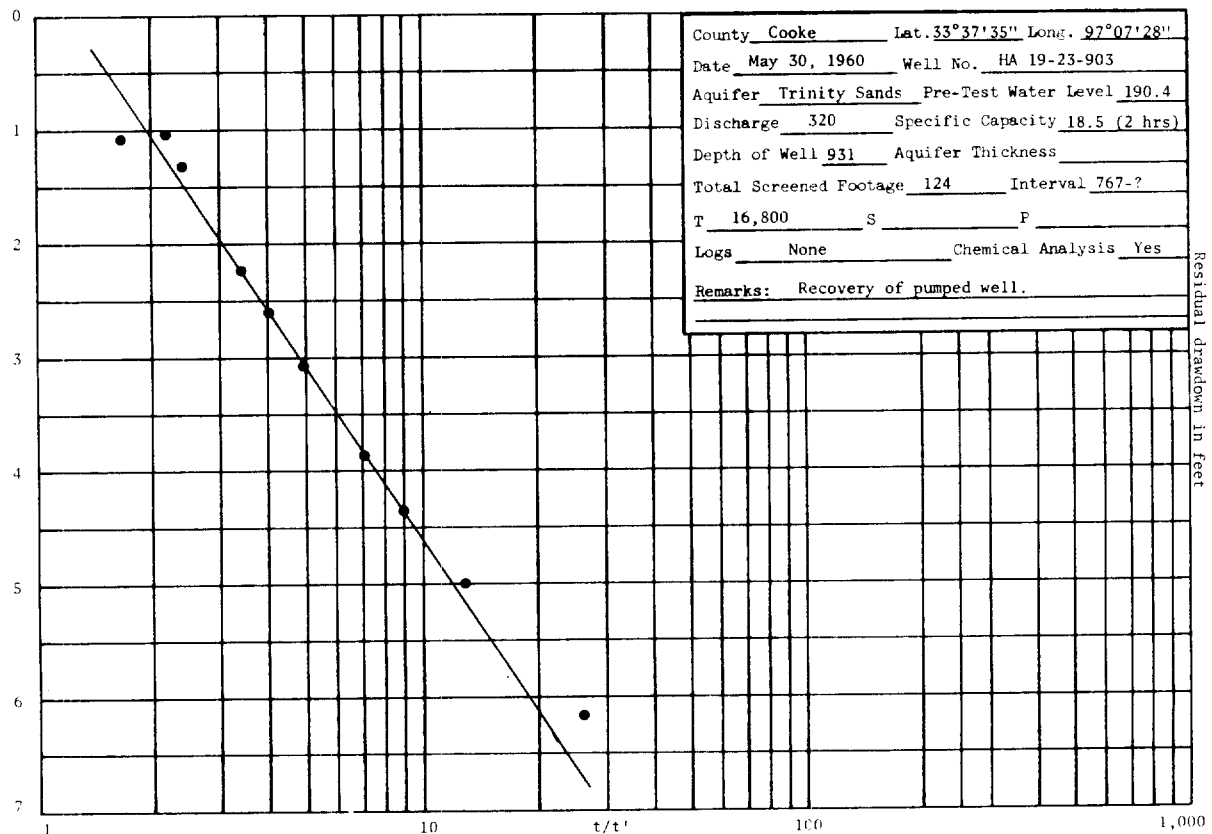 County Cooke Lat. 33°37'35" Long. 97°07'28"
Date May 30, 1960 Well No. HA 19-23-903
Aquifer Trinity Sands Pre-Test Water Level 190.4
Discharge 320 Specific Capacity 18.5 (2 hrs)
Depth of Well 931 Aquifer Thickness
Total Screened Footage 124 Interval 767-?
T 16,800 S P
Logs None Chemical Analysis Yes
Remarks: Recovery of pumped well.
Residual drawdown in feet
0
1
2
3
4
5
6
7
1 10 t/t' 100 1,000